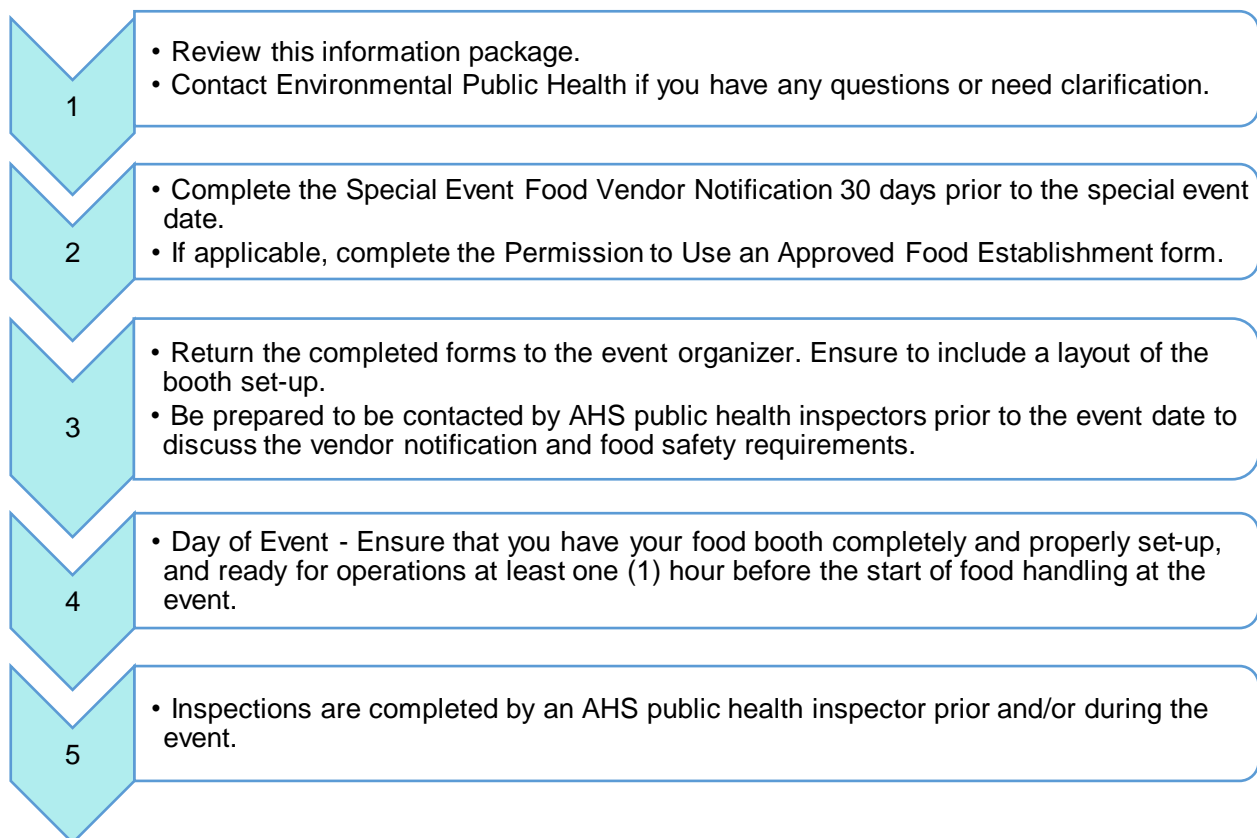 1
• Review this information package.
• Contact Environmental Public Health if you have any questions or need clarification.
2
• Complete the Special Event Food Vendor Notification 30 days prior to the special event
date.
• If applicable, complete the Permission to Use an Approved Food Establishment form.
3
• Return the completed forms to the event organizer. Ensure to include a layout of the
booth set-up.
• Be prepared to be contacted by AHS public health inspectors prior to the event date to
discuss the vendor notification and food safety requirements.
4
• Day of Event - Ensure that you have your food booth completely and properly set-up,
and ready for operations at least one (1) hour before the start of food handling at the
event.
5
• Inspections are completed by an AHS public health inspector prior and/or during the
event.